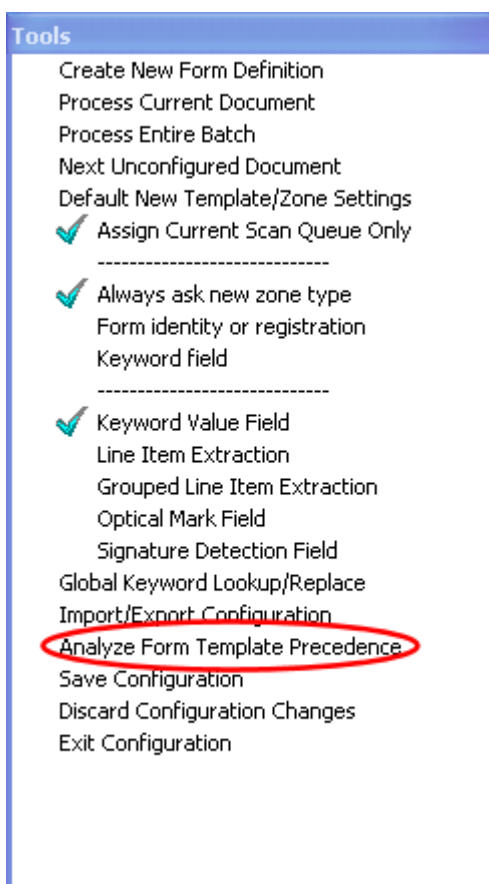 Tools
Create New Form Definition
Process Current Document
Process Entire Batch
Next Unconfigured Document
Default New Template/Zone Settings
Assign Current Scan Queue Only
-----------------------------
Always ask new zone type
Form identity or registration
Keyword field
-----------------------------
Keyword Value Field
Line Item Extraction
Grouped Line Item Extraction
Optical Mark Field
Signature Detection Field
Global Keyword Lookup/Replace
Import/Export Configuration
Analyze Form Template Precedence
Save Configuration
Discard Configuration Changes
Exit Configuration